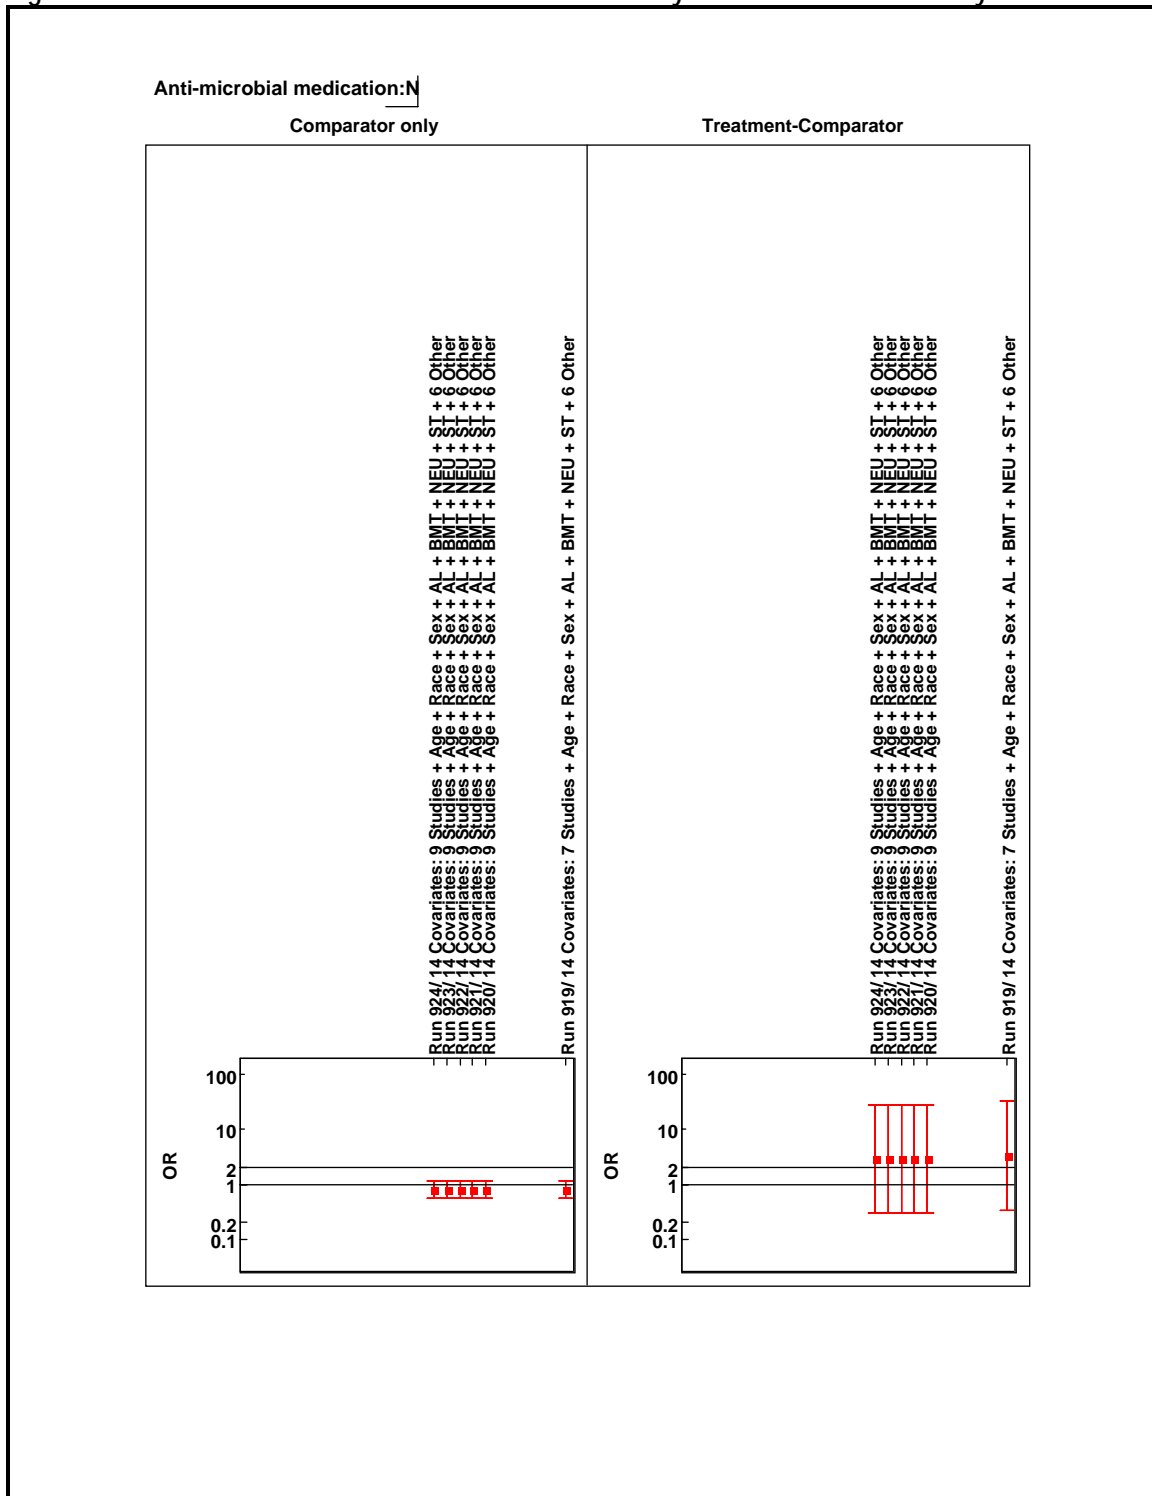 Anti-microbial medication:N
Comparator only
Treatment-Comparator
Run 924/ 14 Covariates: 9 Studies + Age + Race + Sex + AL + BMT + NEU + ST + 6 Other
Run 923/ 14 Covariates: 9 Studies + Age + Race + Sex + AL + BMT + NEU + ST + 6 Other
Run 922/ 14 Covariates: 9 Studies + Age + Race + Sex + AL + BMT + NEU + ST + 6 Other
Run 921/ 14 Covariates: 9 Studies + Age + Race + Sex + AL + BMT + NEU + ST + 6 Other
Run 920/ 14 Covariates: 9 Studies + Age + Race + Sex + AL + BMT + NEU + ST + 6 Other
Run 919/ 14 Covariates: 7 Studies + Age + Race + Sex + AL + BMT + NEU + ST + 6 Other
OR
100
10
2
1
0.2
0.1
Run 924/ 14 Covariates: 9 Studies + Age + Race + Sex + AL + BMT + NEU + ST + 6 Other
Run 923/ 14 Covariates: 9 Studies + Age + Race + Sex + AL + BMT + NEU + ST + 6 Other
Run 922/ 14 Covariates: 9 Studies + Age + Race + Sex + AL + BMT + NEU + ST + 6 Other
Run 921/ 14 Covariates: 9 Studies + Age + Race + Sex + AL + BMT + NEU + ST + 6 Other
Run 920/ 14 Covariates: 9 Studies + Age + Race + Sex + AL + BMT + NEU + ST + 6 Other
Run 919/ 14 Covariates: 7 Studies + Age + Race + Sex + AL + BMT + NEU + ST + 6 Other
OR
100
10
2
1
0.2
0.1